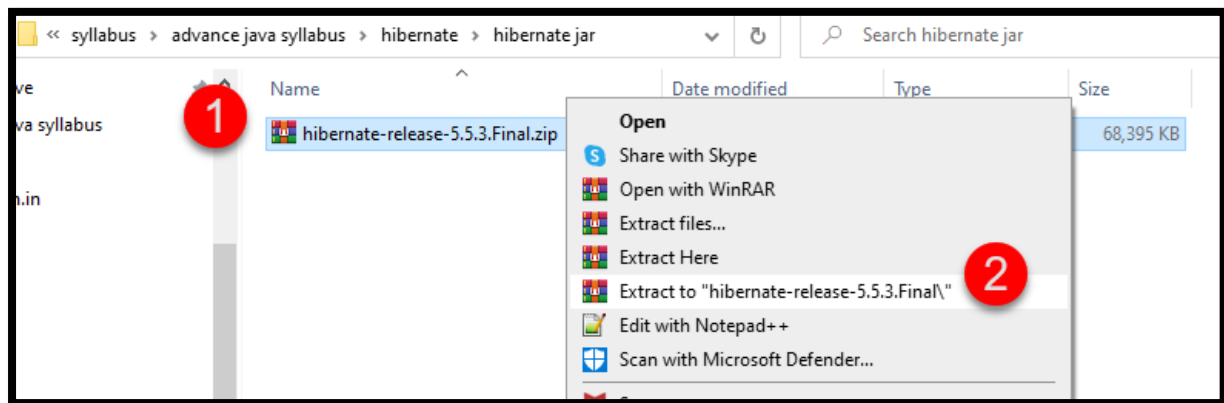 « syllabus > advance java syllabus > hibernate > hibernate jar
Search hibernate jar
ve
Name
Date modified
Type
Size
va syllabus
1
hibernate-release-5.5.3.Final.zip
68,395 KB
n.in
Open
Share with Skype
Open with WinRAR
Extract files...
Extract Here
Extract to "hibernate-release-5.5.3.Final\"
2
Edit with Notepad++
Scan with Microsoft Defender...